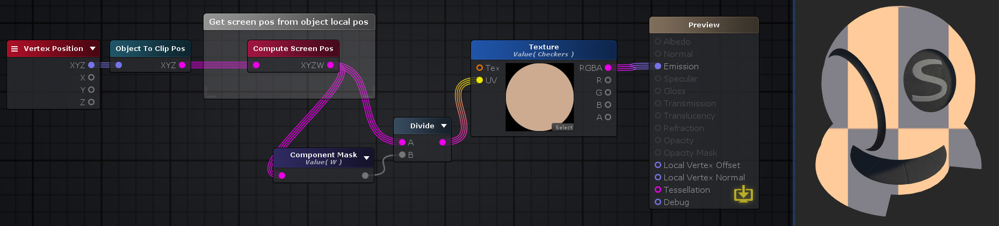 Get screen pos from object local pos
Vertex Position
XYZ
X
Y
Z
Object To Clip Pos
XYZ
Compute Screen Pos
XYZW
Component Mask
Value( W )
Divide
A
B
Texture
Value( Checkers )
Tex
UV
RGBA
R
G
B
A
Select
Preview
Albedo
Normal
Emission
Specular
Gloss
Transmission
Translucency
Refraction
Opacity
Opacity Mask
Local Vertex Offset
Local Vertex Normal
Tessellation
Debug
S